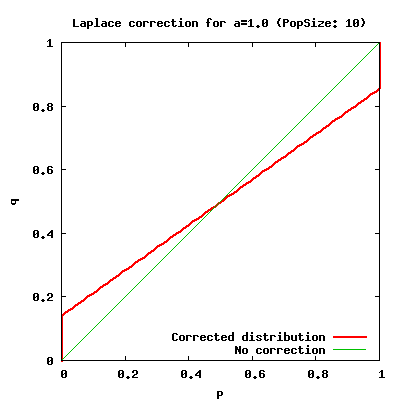 Laplace correction for a=1.0 (PopSize: 10)
1
0.8
0.6
0.4
0.2
0
q
Corrected distribution
No correction
0 0.2 0.4 0.6 0.8 1
p